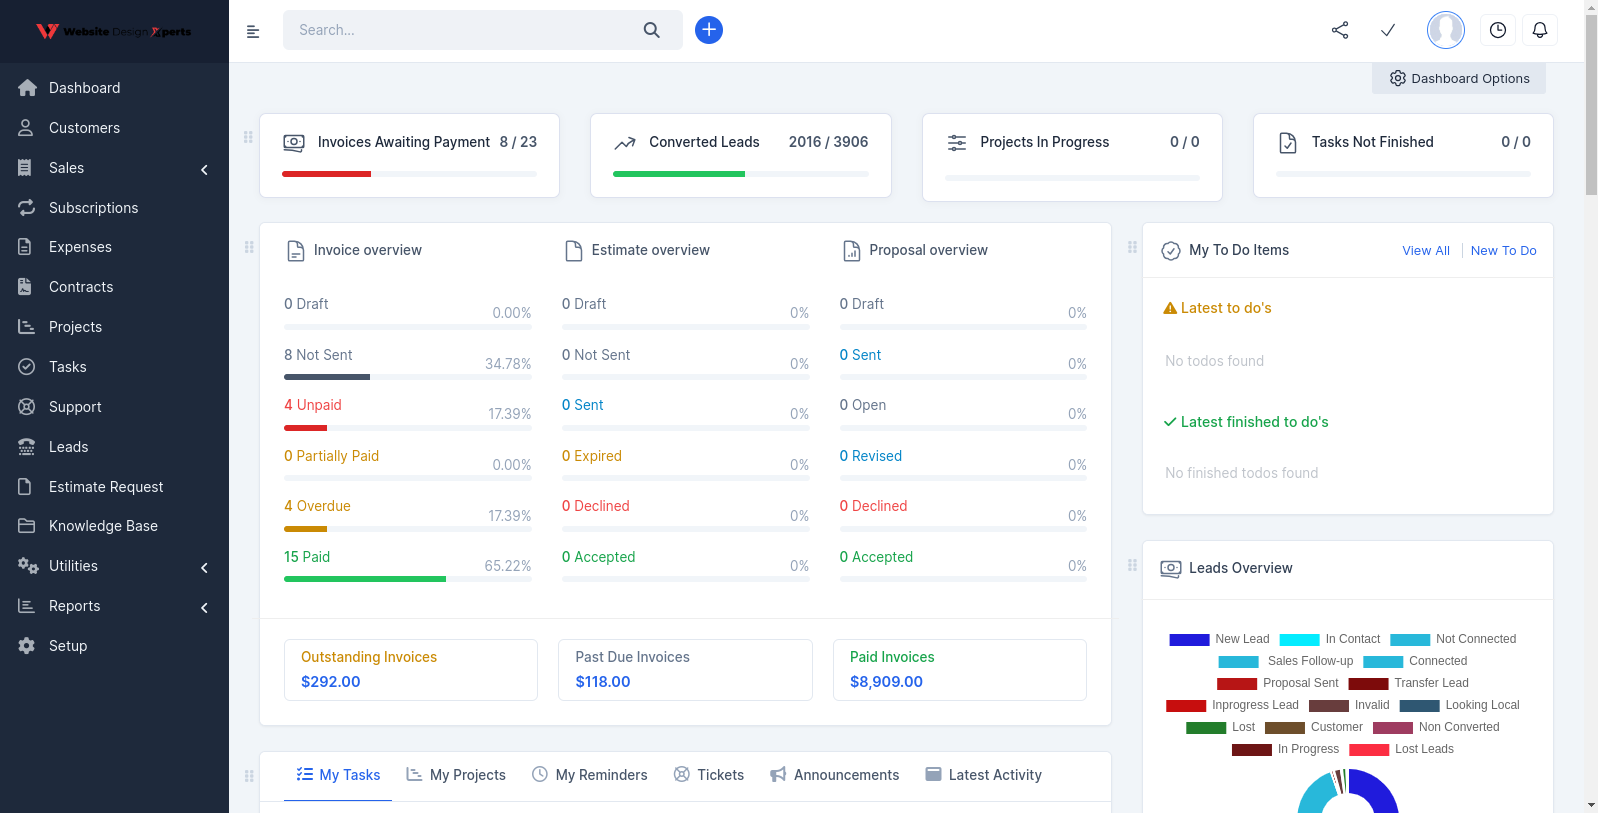 Website Design Xperts
Search...
Dashboard Options
Dashboard
Customers
Sales
Subscriptions
Expenses
Contracts
Projects
Tasks
Support
Leads
Estimate Request
Knowledge Base
Utilities
Reports
Setup
Invoices Awaiting Payment 8 / 23
Converted Leads 2016 / 3906
Projects In Progress 0 / 0
Tasks Not Finished 0 / 0
Invoice overview
0 Draft 0.00%
8 Not Sent 34.78%
4 Unpaid 17.39%
0 Partially Paid 0.00%
4 Overdue 17.39%
15 Paid 65.22%
Estimate overview
0 Draft 0%
0 Not Sent 0%
0 Sent 0%
0 Expired 0%
0 Declined 0%
0 Accepted 0%
Proposal overview
0 Draft 0%
0 Sent 0%
0 Open 0%
0 Revised 0%
0 Declined 0%
0 Accepted 0%
Outstanding Invoices
$292.00
Past Due Invoices
$118.00
Paid Invoices
$8,909.00
My Tasks My Projects My Reminders Tickets Announcements Latest Activity
My To Do Items View All New To Do
Latest to do's
No todos found
Latest finished to do's
No finished todos found
Leads Overview
New Lead In Contact Not Connected
Sales Follow-up Connected
Proposal Sent Transfer Lead
Inprogress Lead Invalid Looking Local
Lost Customer Non Converted
In Progress Lost Leads